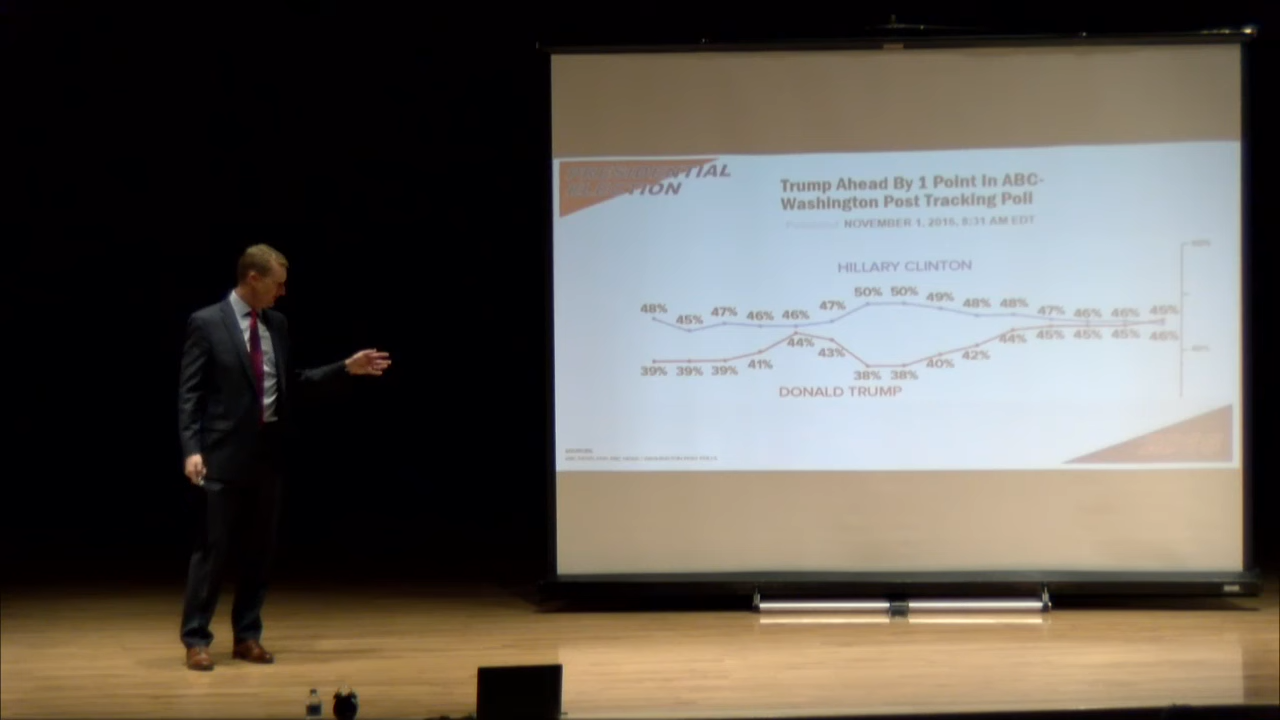 PRESIDENTIAL
ELECTION
Trump Ahead By 1 Point In ABC-
Washington Post Tracking Poll
NOVEMBER 1, 2016, 8:31 AM EDT
HILLARY CLINTON
48% 45% 47% 46% 46% 47% 50% 50% 49% 48% 48% 47% 46% 46% 45%
39% 39% 39% 41% 44% 43% 38% 38% 40% 42% 44% 45% 45% 45% 46%
DONALD TRUMP